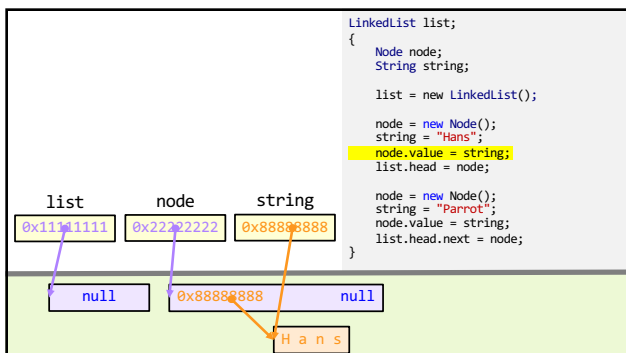 LinkedList list;
{
    Node node;
    String string;

    list = new LinkedList();

    node = new Node();
    string = "Hans";
    node.value = string;
    list.head = node;

    node = new Node();
    string = "Parrot";
    node.value = string;
    list.head.next = node;
}
list node string
0x11111111 0x22222222 0x88888888
null 0x88888888 null
H a n s